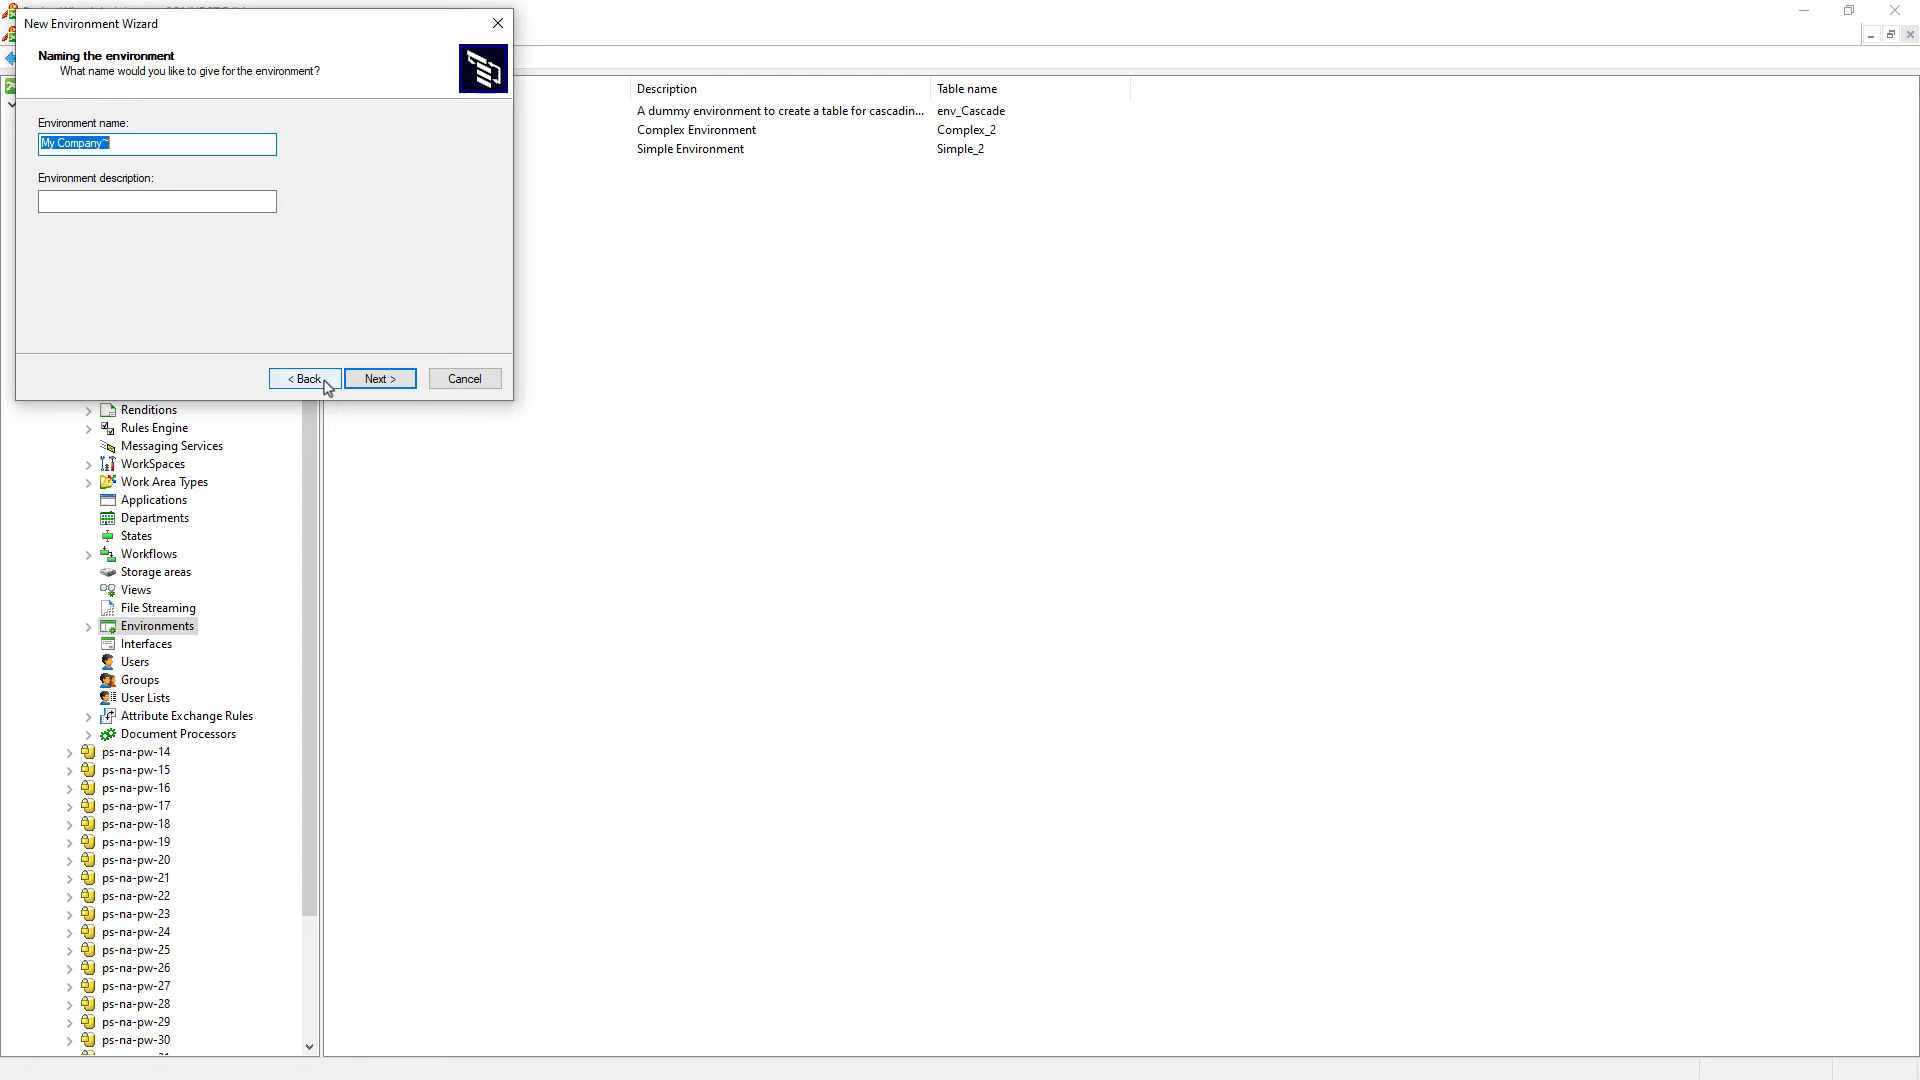 New Environment Wizard
Naming the environment
What name would you like to give for the environment?
Environment name:
My Company~
Environment description:
< Back
Next >
Cancel
Description
Table name
A dummy environment to create a table for cascadin...
env_Cascade
Complex Environment
Complex_2
Simple Environment
Simple_2
Renditions
Rules Engine
Messaging Services
WorkSpaces
Work Area Types
Applications
Departments
States
Workflows
Storage areas
Views
File Streaming
Environments
Interfaces
Users
Groups
User Lists
Attribute Exchange Rules
Document Processors
ps-na-pw-14
ps-na-pw-15
ps-na-pw-16
ps-na-pw-17
ps-na-pw-18
ps-na-pw-19
ps-na-pw-20
ps-na-pw-21
ps-na-pw-22
ps-na-pw-23
ps-na-pw-24
ps-na-pw-25
ps-na-pw-26
ps-na-pw-27
ps-na-pw-28
ps-na-pw-29
ps-na-pw-30